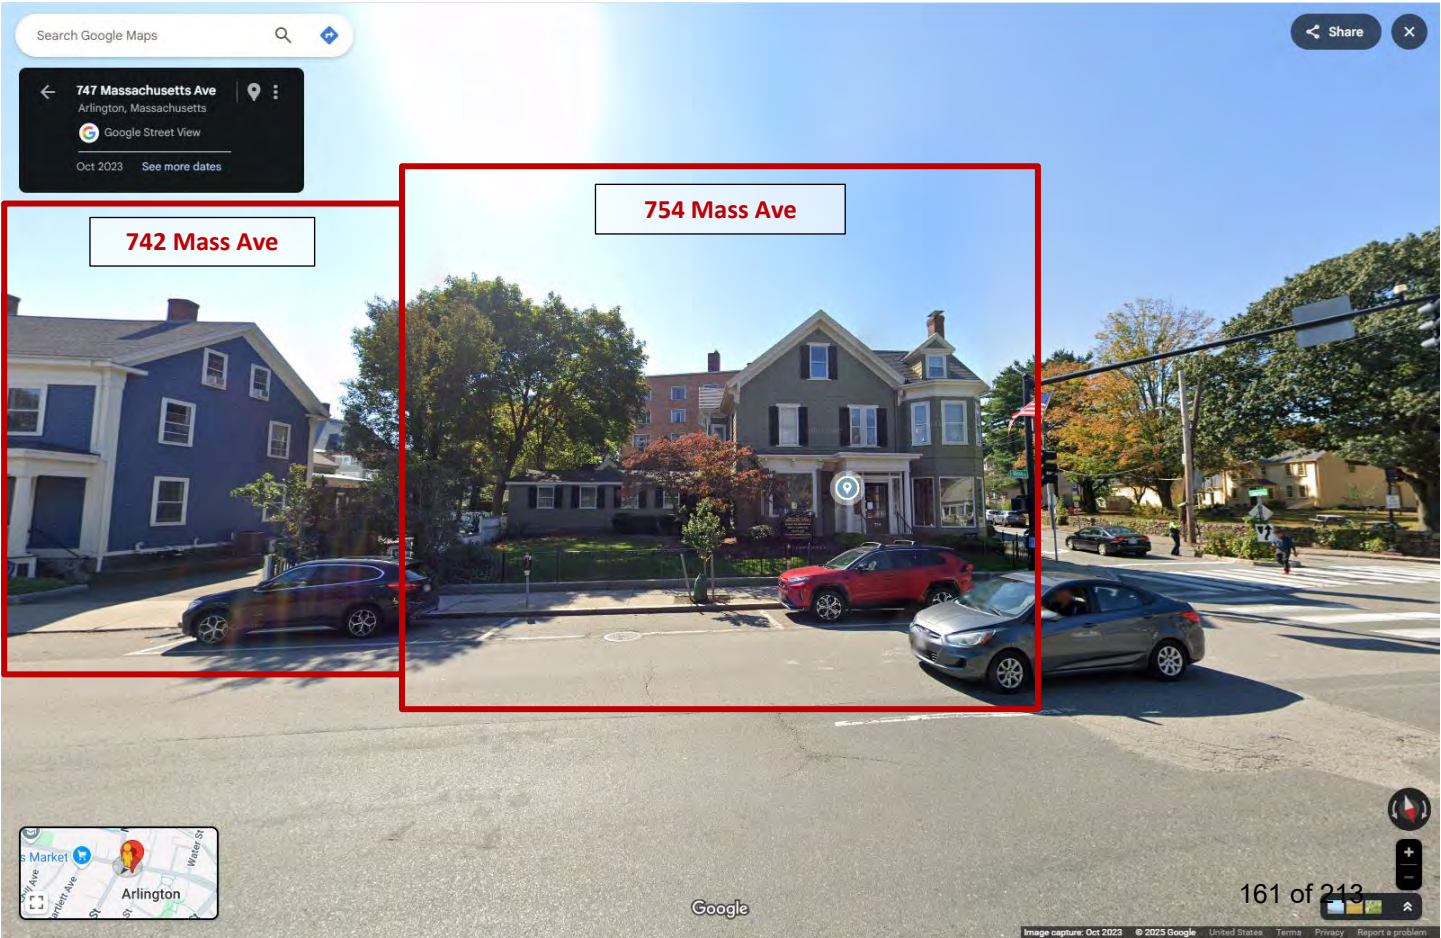 Search Google Maps
Share
747 Massachusetts Ave
Arlington, Massachusetts
Google Street View
Oct 2023 See more dates
754 Mass Ave
742 Mass Ave
s Market
Water St
Arlington
St
St
Google
161 of 213
Image capture: Oct 2023 © 2025 Google United States Terms Privacy Report a problem